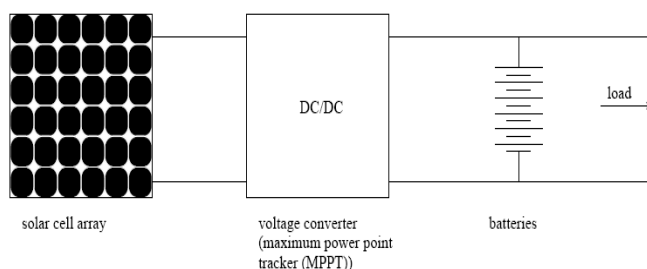 DC/DC
load
solar cell array
voltage converter
(maximum power point
tracker (MPPT))
batteries